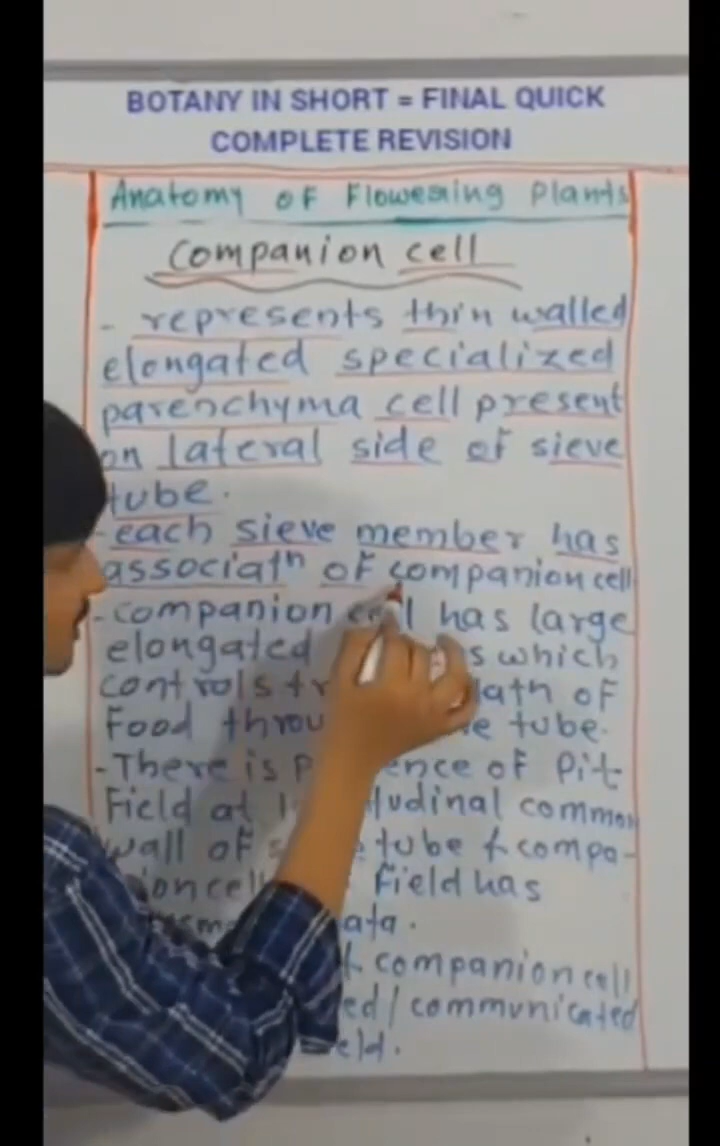 BOTANY IN SHORT = FINAL QUICK
COMPLETE REVISION
Anatomy of Flowering Plants
Companion cell
- represents thin walled
elongated specialized
parenchyma cell present
on lateral side of sieve
tube.
- each sieve member has
associatn of companion cell
- companion cell has large
elongated which
controls of
Food tube.
- There is of Pit
Field at common
wall of tube & compa-
Field has
companion cell
/ communicated